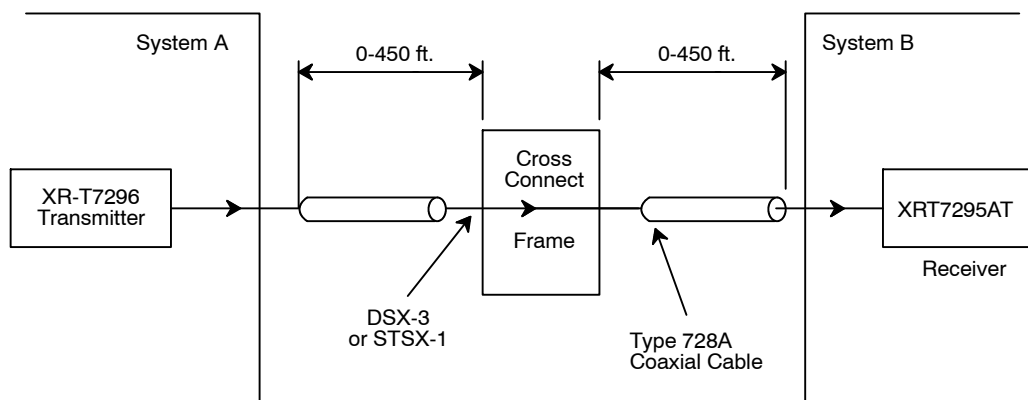 System A
0-450 ft.
0-450 ft.
System B
XR-T7296
Transmitter
Cross
Connect
Frame
XRT7295AT
Receiver
DSX-3
or STSX-1
Type 728A
Coaxial Cable